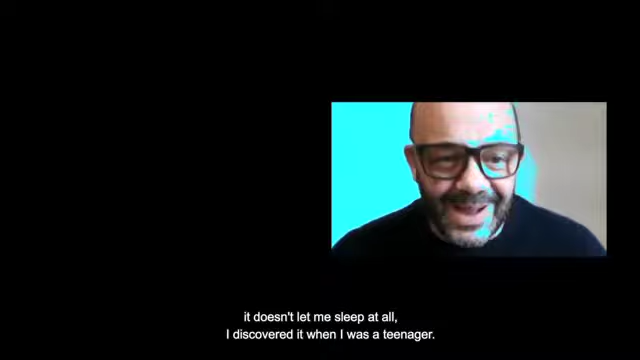 it doesn't let me sleep at all,
I discovered it when I was a teenager.